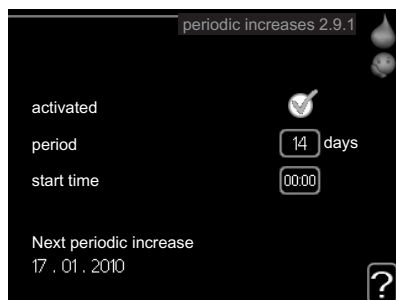 periodic increases 2.9.1
activated
period 14 days
start time 00:00
Next periodic increase
17 . 01 . 2010
?